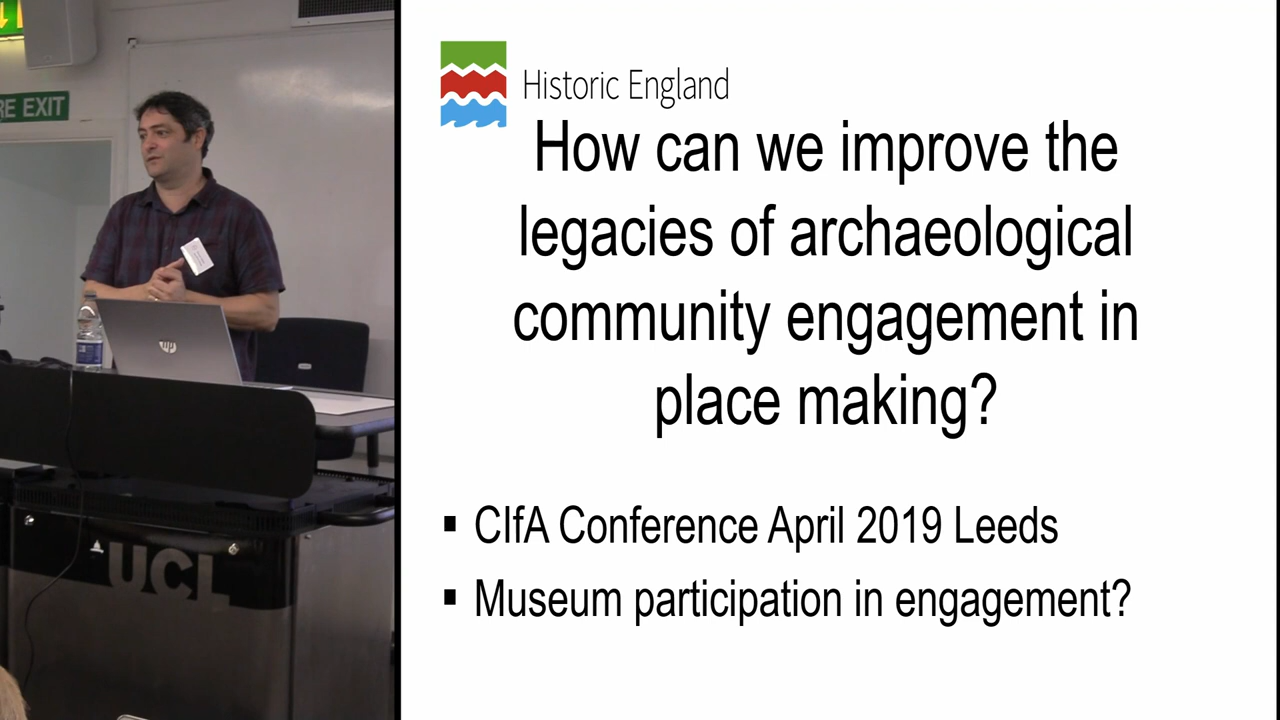 RE EXIT
hp
UCL
Historic England
How can we improve the
legacies of archaeological
community engagement in
place making?
▪ CIfA Conference April 2019 Leeds
▪ Museum participation in engagement?